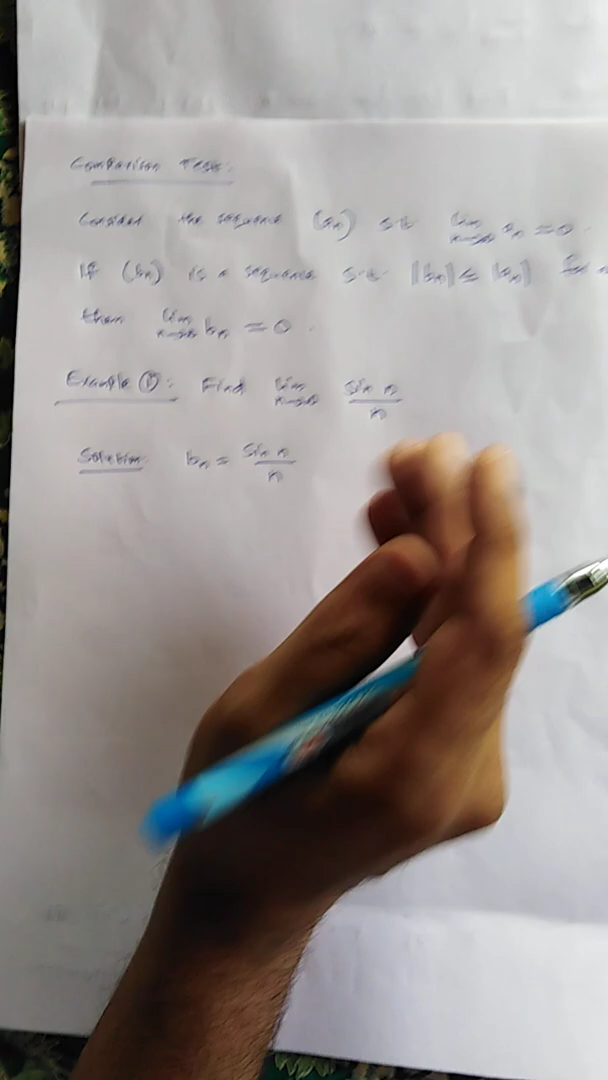 Comparison Test:
Consider the sequence (an) s.t lim n→∞ an = 0.
If (bn) is a sequence s.t. |bn| ≤ |an| for
then lim n→∞ bn = 0.
Example ①: Find lim n→∞ sin n / n
Solution: bn = sin n / n